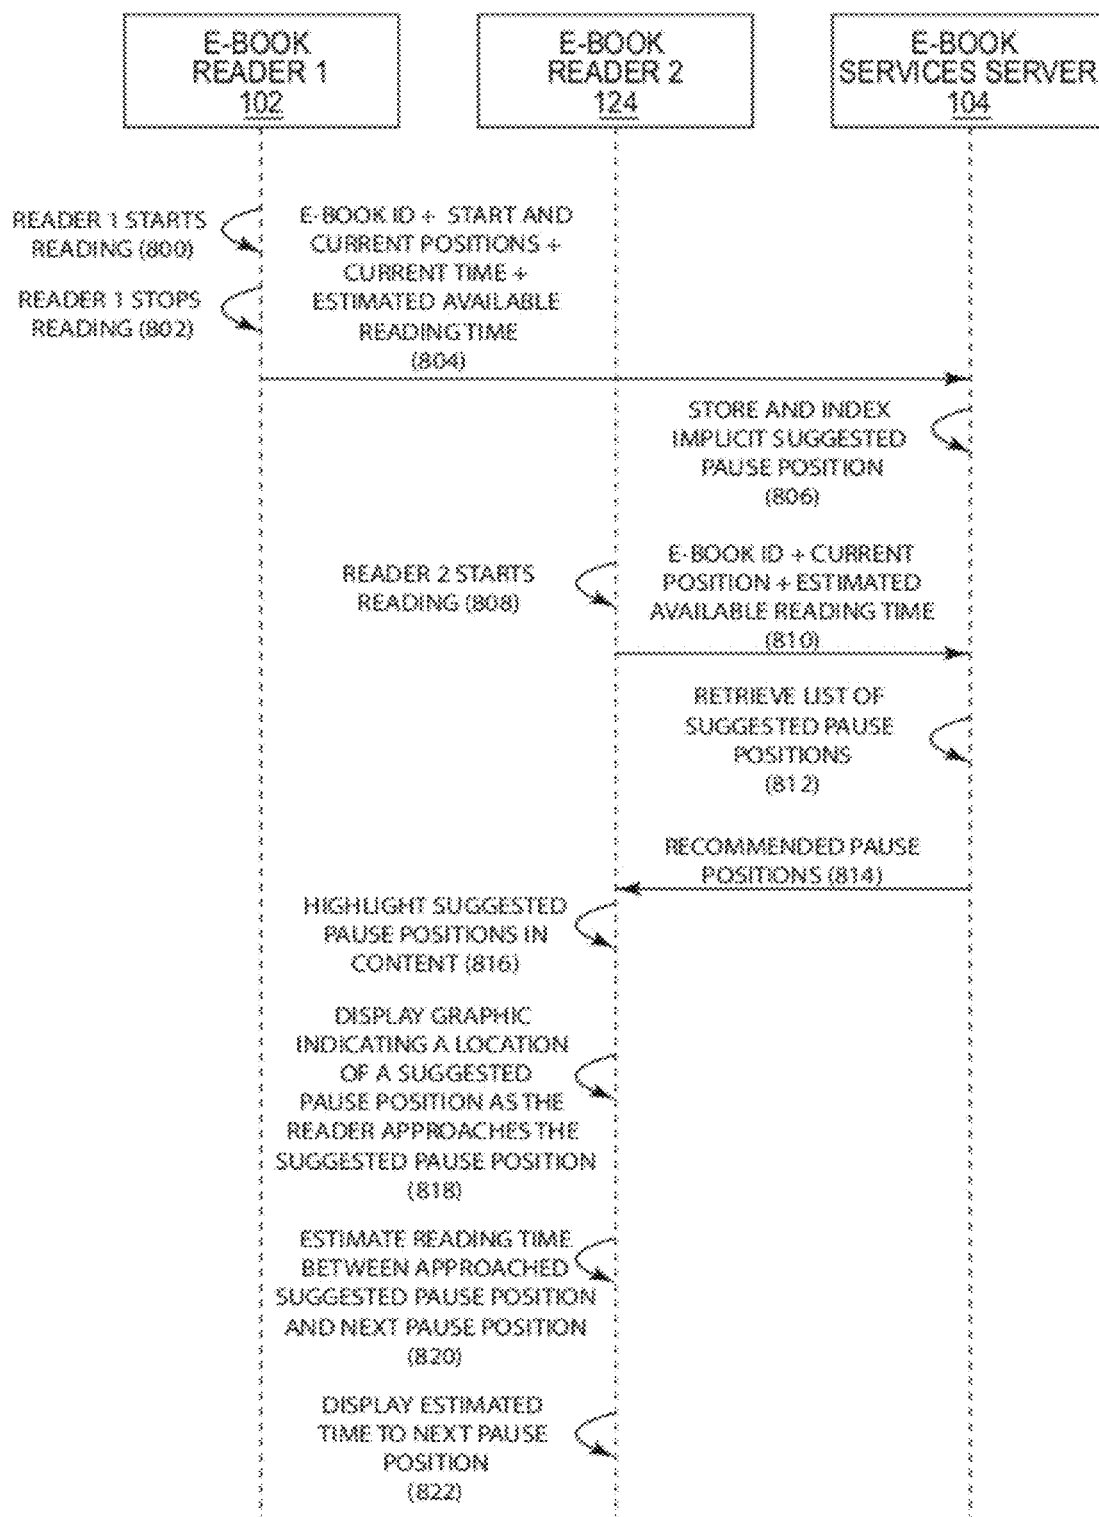 E-BOOK
READER 1
102
E-BOOK
READER 2
124
E-BOOK
SERVICES SERVER
104
READER 1 STARTS
READING (800)
READER 1 STOPS
READING (802)
E-BOOK ID + START AND
CURRENT POSITIONS +
CURRENT TIME +
ESTIMATED AVAILABLE
READING TIME
(804)
STORE AND INDEX
IMPLICIT SUGGESTED
PAUSE POSITION
(806)
READER 2 STARTS
READING (808)
E-BOOK ID + CURRENT
POSITION + ESTIMATED
AVAILABLE READING TIME
(810)
RETRIEVE LIST OF
SUGGESTED PAUSE
POSITIONS
(812)
RECOMMENDED PAUSE
POSITIONS (814)
HIGHLIGHT SUGGESTED
PAUSE POSITIONS IN
CONTENT (816)
DISPLAY GRAPHIC
INDICATING A LOCATION
OF A SUGGESTED
PAUSE POSITION AS THE
READER APPROACHES THE
SUGGESTED PAUSE POSITION
(818)
ESTIMATE READING TIME
BETWEEN APPROACHED
SUGGESTED PAUSE POSITION
AND NEXT PAUSE POSITION
(820)
DISPLAY ESTIMATED
TIME TO NEXT PAUSE
POSITION
(822)